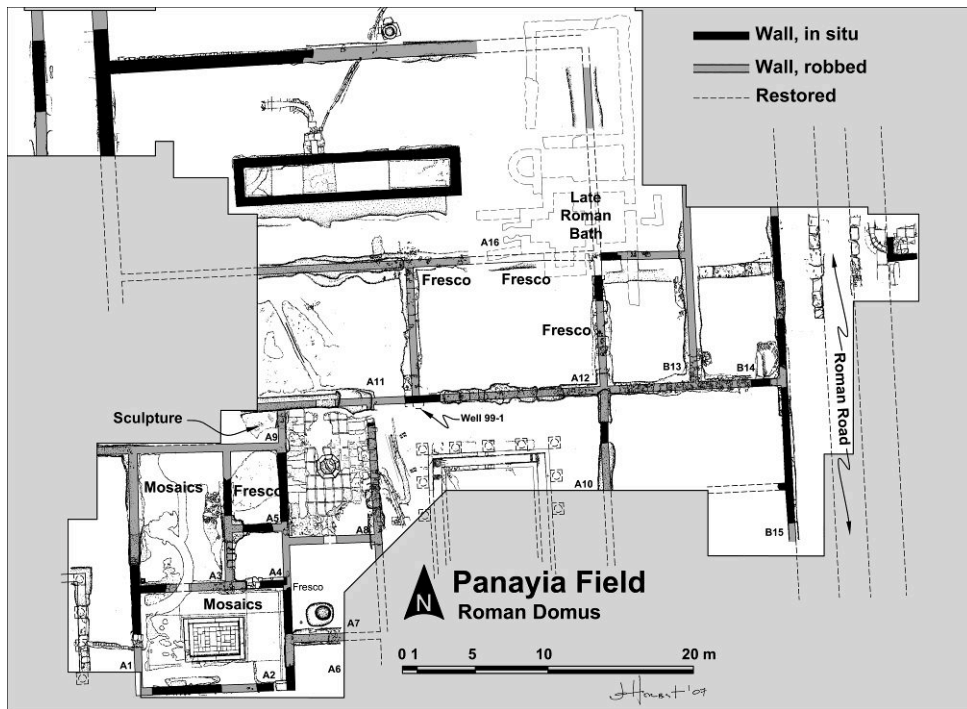 Wall, in situ
Wall, robbed
Restored
Late
Roman
Bath
A16
Fresco
Fresco
Fresco
A11
A12
B13
B14
Roman Road
Sculpture
Well 99-1
A9
Mosaics
Fresco
A5
A8
A10
B15
A3
A4
Mosaics
Fresco
A7
A1
A2
A6
N
Panayia Field
Roman Domus
0 1 5 10 20 m